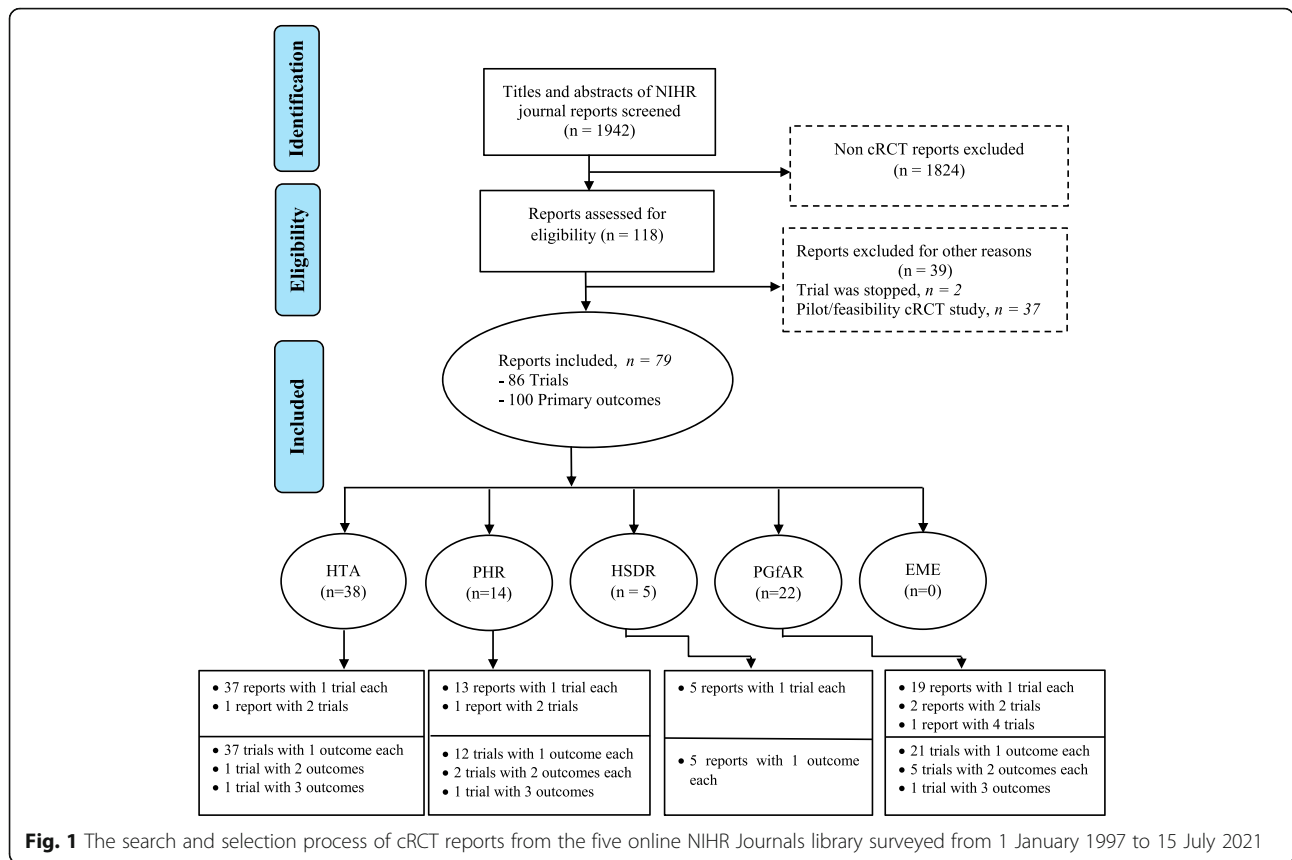 Identification
Titles and abstracts of NIHR
journal reports screened
(n = 1942)
Non cRCT reports excluded
(n = 1824)
Eligibility
Reports assessed for
eligibility (n = 118)
Reports excluded for other reasons
(n = 39)
Trial was stopped, n = 2
Pilot/feasibility cRCT study, n = 37
Included
Reports included, n = 79
- 86 Trials
- 100 Primary outcomes
HTA
(n=38)
PHR
(n=14)
HSDR
(n = 5)
PGfAR
(n=22)
EME
(n=0)
• 37 reports with 1 trial each
• 1 report with 2 trials
• 37 trials with 1 outcome each
• 1 trial with 2 outcomes
• 1 trial with 3 outcomes
• 13 reports with 1 trial each
• 1 report with 2 trials
• 12 trials with 1 outcome each
• 2 trials with 2 outcomes each
• 1 trial with 3 outcomes
• 5 reports with 1 trial each
• 5 reports with 1 outcome
each
• 19 reports with 1 trial each
• 2 reports with 2 trials
• 1 report with 4 trials
• 21 trials with 1 outcome each
• 5 trials with 2 outcomes each
• 1 trial with 3 outcomes
Fig. 1 The search and selection process of cRCT reports from the five online NIHR Journals library surveyed from 1 January 1997 to 15 July 2021